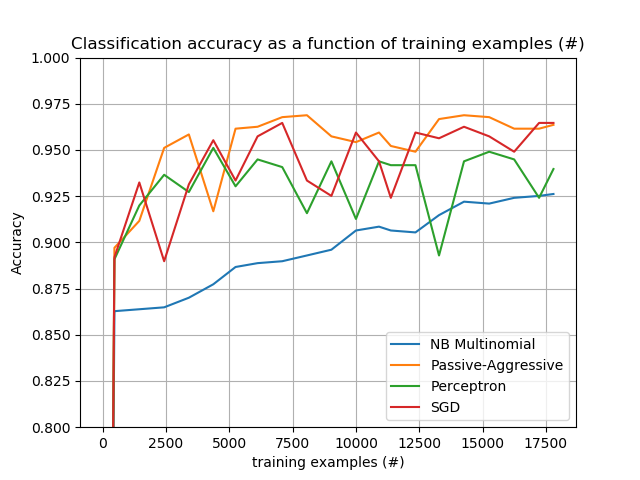 Classification accuracy as a function of training examples (#)
1.000
0.975
0.950
0.925
0.900
0.875
0.850
0.825
0.800
Accuracy
NB Multinomial
Passive-Aggressive
Perceptron
SGD
0 2500 5000 7500 10000 12500 15000 17500
training examples (#)